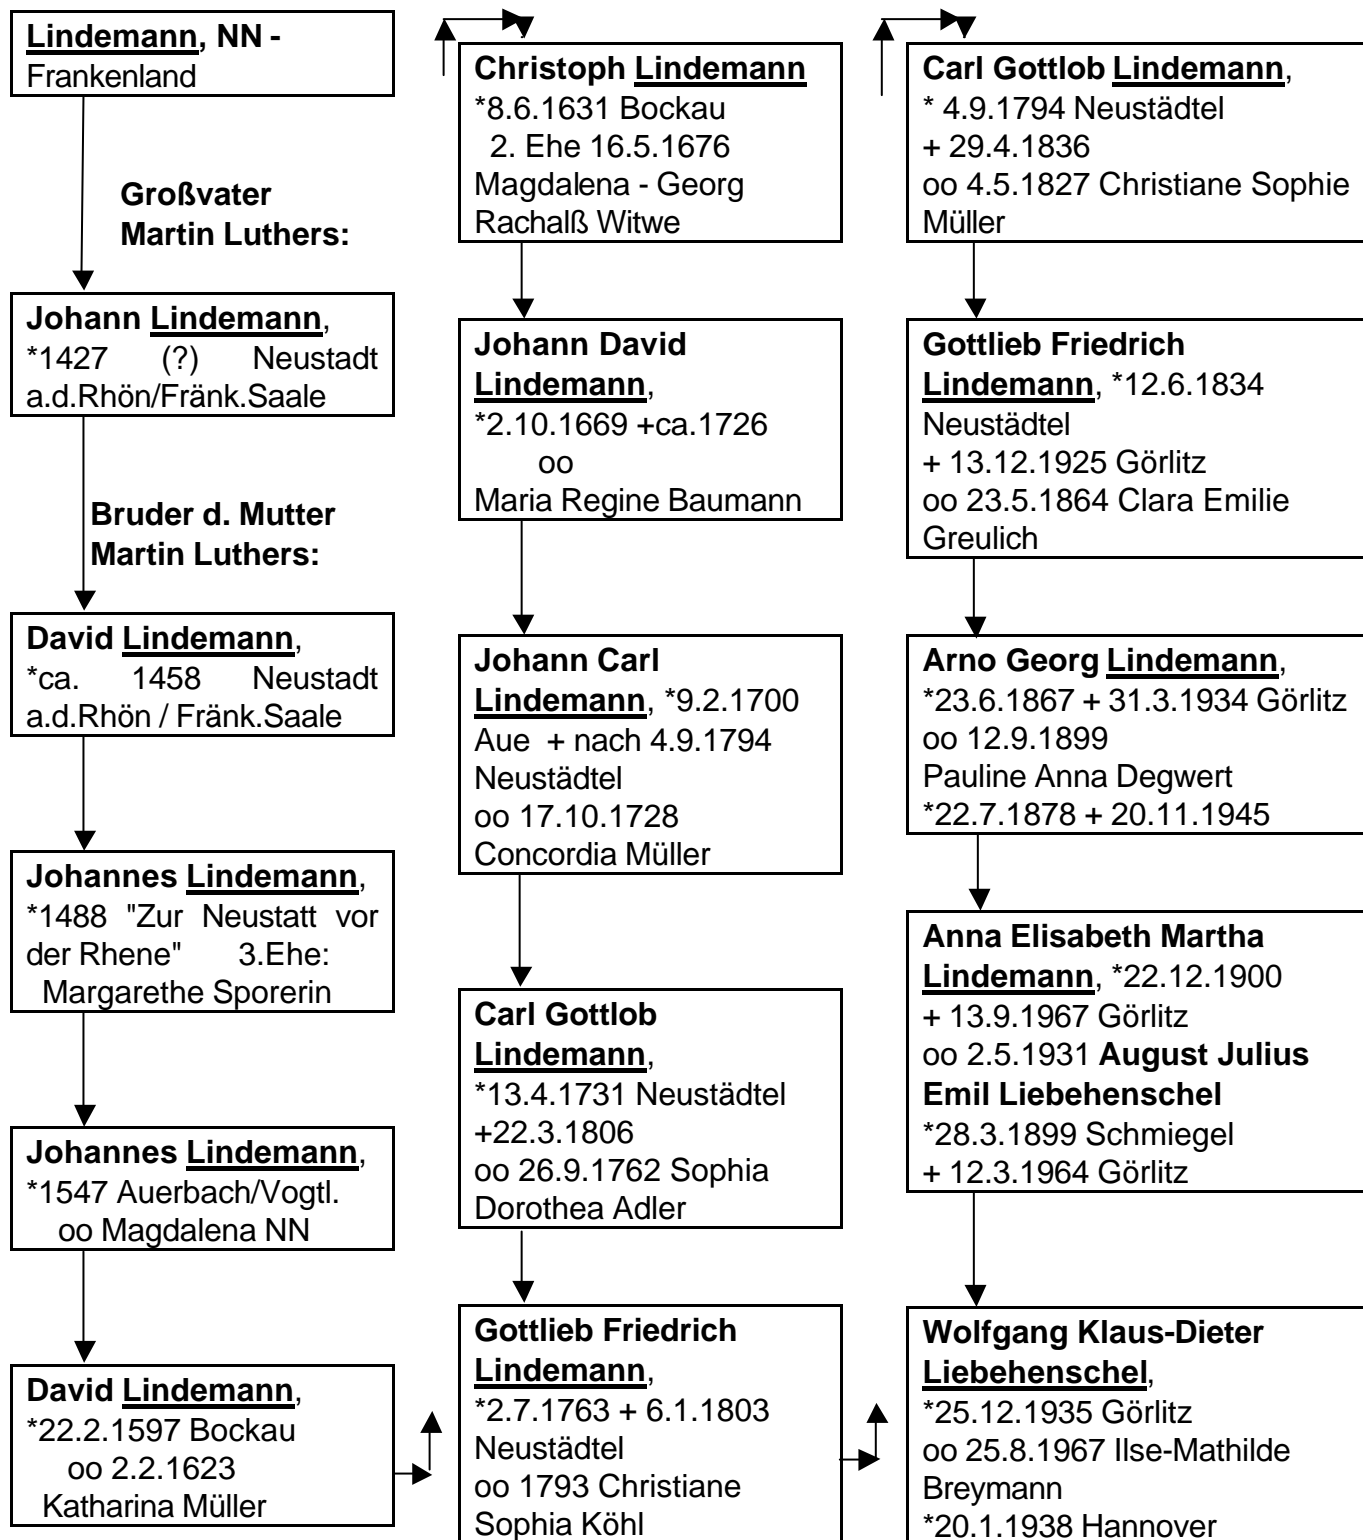 Lindemann, NN -
Frankenland
Großvater
Martin Luthers:
Johann Lindemann,
*1427 (?) Neustadt
a.d.Rhön/Fränk.Saale
Bruder d. Mutter
Martin Luthers:
David Lindemann,
*ca. 1458 Neustadt
a.d.Rhön / Fränk.Saale
Johannes Lindemann,
*1488 "Zur Neustatt vor
der Rhene" 3.Ehe:
Margarethe Sporerin
Johannes Lindemann,
*1547 Auerbach/Vogtl.
oo Magdalena NN
David Lindemann,
*22.2.1597 Bockau
oo 2.2.1623
Katharina Müller
Christoph Lindemann
*8.6.1631 Bockau
2. Ehe 16.5.1676
Magdalena - Georg
Rachalß Witwe
Johann David
Lindemann,
*2.10.1669 +ca.1726
oo
Maria Regine Baumann
Johann Carl
Lindemann, *9.2.1700
Aue + nach 4.9.1794
Neustädtel
oo 17.10.1728
Concordia Müller
Carl Gottlob
Lindemann,
*13.4.1731 Neustädtel
+22.3.1806
oo 26.9.1762 Sophia
Dorothea Adler
Gottlieb Friedrich
Lindemann,
*2.7.1763 + 6.1.1803
Neustädtel
oo 1793 Christiane
Sophia Köhl
Carl Gottlob Lindemann,
* 4.9.1794 Neustädtel
+ 29.4.1836
oo 4.5.1827 Christiane Sophie
Müller
Gottlieb Friedrich
Lindemann, *12.6.1834
Neustädtel
+ 13.12.1925 Görlitz
oo 23.5.1864 Clara Emilie
Greulich
Arno Georg Lindemann,
*23.6.1867 + 31.3.1934 Görlitz
oo 12.9.1899
Pauline Anna Degwert
*22.7.1878 + 20.11.1945
Anna Elisabeth Martha
Lindemann, *22.12.1900
+ 13.9.1967 Görlitz
oo 2.5.1931 August Julius
Emil Liebehenschel
*28.3.1899 Schmiegel
+ 12.3.1964 Görlitz
Wolfgang Klaus-Dieter
Liebehenschel,
*25.12.1935 Görlitz
oo 25.8.1967 Ilse-Mathilde
Breymann
*20.1.1938 Hannover